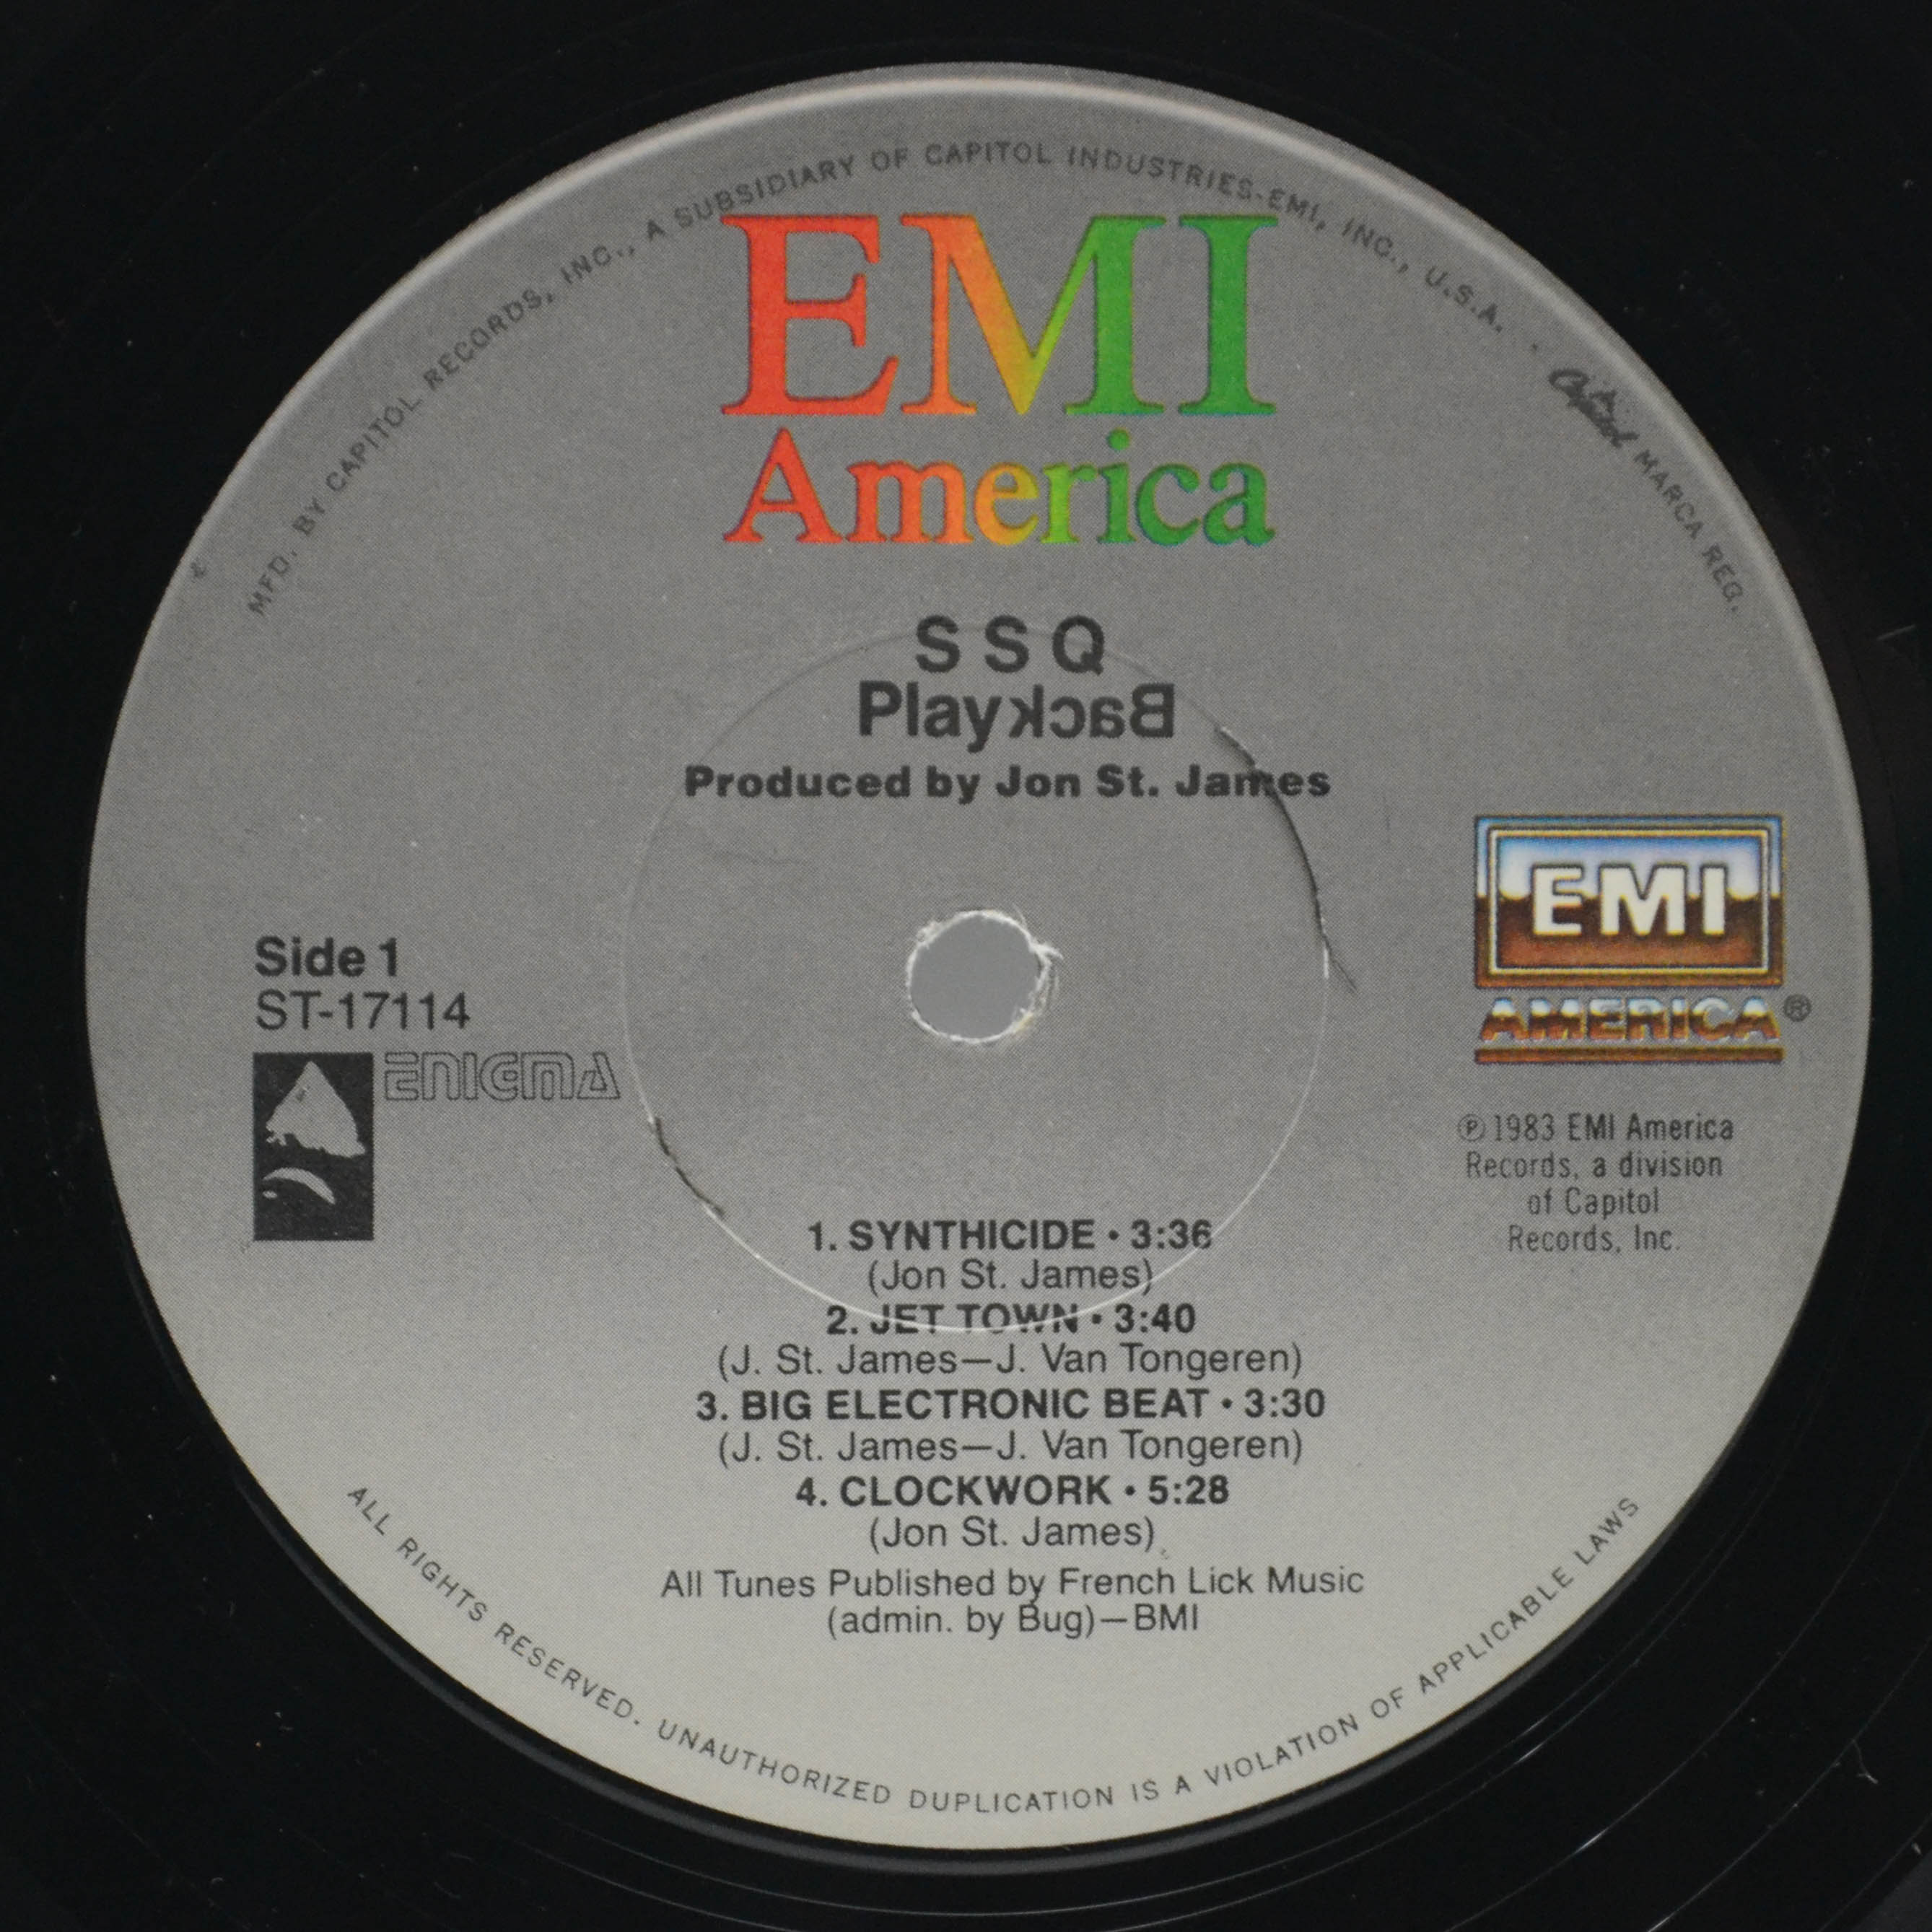 MFD. BY CAPITOL RECORDS, INC., A SUBSIDIARY OF CAPITOL INDUSTRIES-EMI, INC., U.S.A. · Capitol MARCA REG.
EMI
America
S S Q
PlayBack
Produced by Jon St. James
Side 1
ST-17114
ENIGMA
EMI
AMERICA®
℗ 1983 EMI America
Records, a division
of Capitol
Records, Inc.
1. SYNTHICIDE • 3:36
(Jon St. James)
2. JET TOWN • 3:40
(J. St. James—J. Van Tongeren)
3. BIG ELECTRONIC BEAT • 3:30
(J. St. James—J. Van Tongeren)
4. CLOCKWORK • 5:28
(Jon St. James)
All Tunes Published by French Lick Music
(admin. by Bug)—BMI
ALL RIGHTS RESERVED. UNAUTHORIZED DUPLICATION IS A VIOLATION OF APPLICABLE LAWS